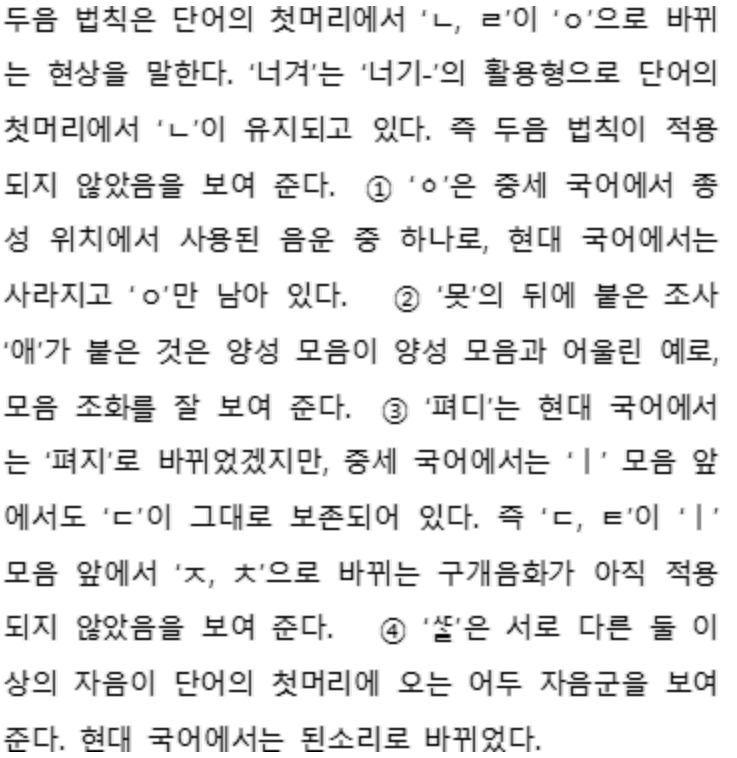 두음 법칙은 단어의 첫머리에서 ‘ㄴ, ㄹ’이 ‘ㅇ’으로 바뀌
는 현상을 말한다. ‘너겨’는 ‘너기-’의 활용형으로 단어의
첫머리에서 ‘ㄴ’이 유지되고 있다. 즉 두음 법칙이 적용
되지 않았음을 보여 준다. ① ‘ㆁ’은 중세 국어에서 종
성 위치에서 사용된 음운 중 하나로, 현대 국어에서는
사라지고 ‘ㅇ’만 남아 있다. ② ‘못’의 뒤에 붙은 조사
‘애’가 붙은 것은 양성 모음이 양성 모음과 어울린 예로,
모음 조화를 잘 보여 준다. ③ ‘펴디’는 현대 국어에서
는 ‘펴지’로 바뀌었겠지만, 중세 국어에서는 ‘ㅣ’ 모음 앞
에서도 ‘ㄷ’이 그대로 보존되어 있다. 즉 ‘ㄷ, ㅌ’이 ‘ㅣ’
모음 앞에서 ‘ㅈ, ㅊ’으로 바뀌는 구개음화가 아직 적용
되지 않았음을 보여 준다. ④ ‘ᄯᅳᆯ’은 서로 다른 둘 이
상의 자음이 단어의 첫머리에 오는 어두 자음군을 보여
준다. 현대 국어에서는 된소리로 바뀌었다.